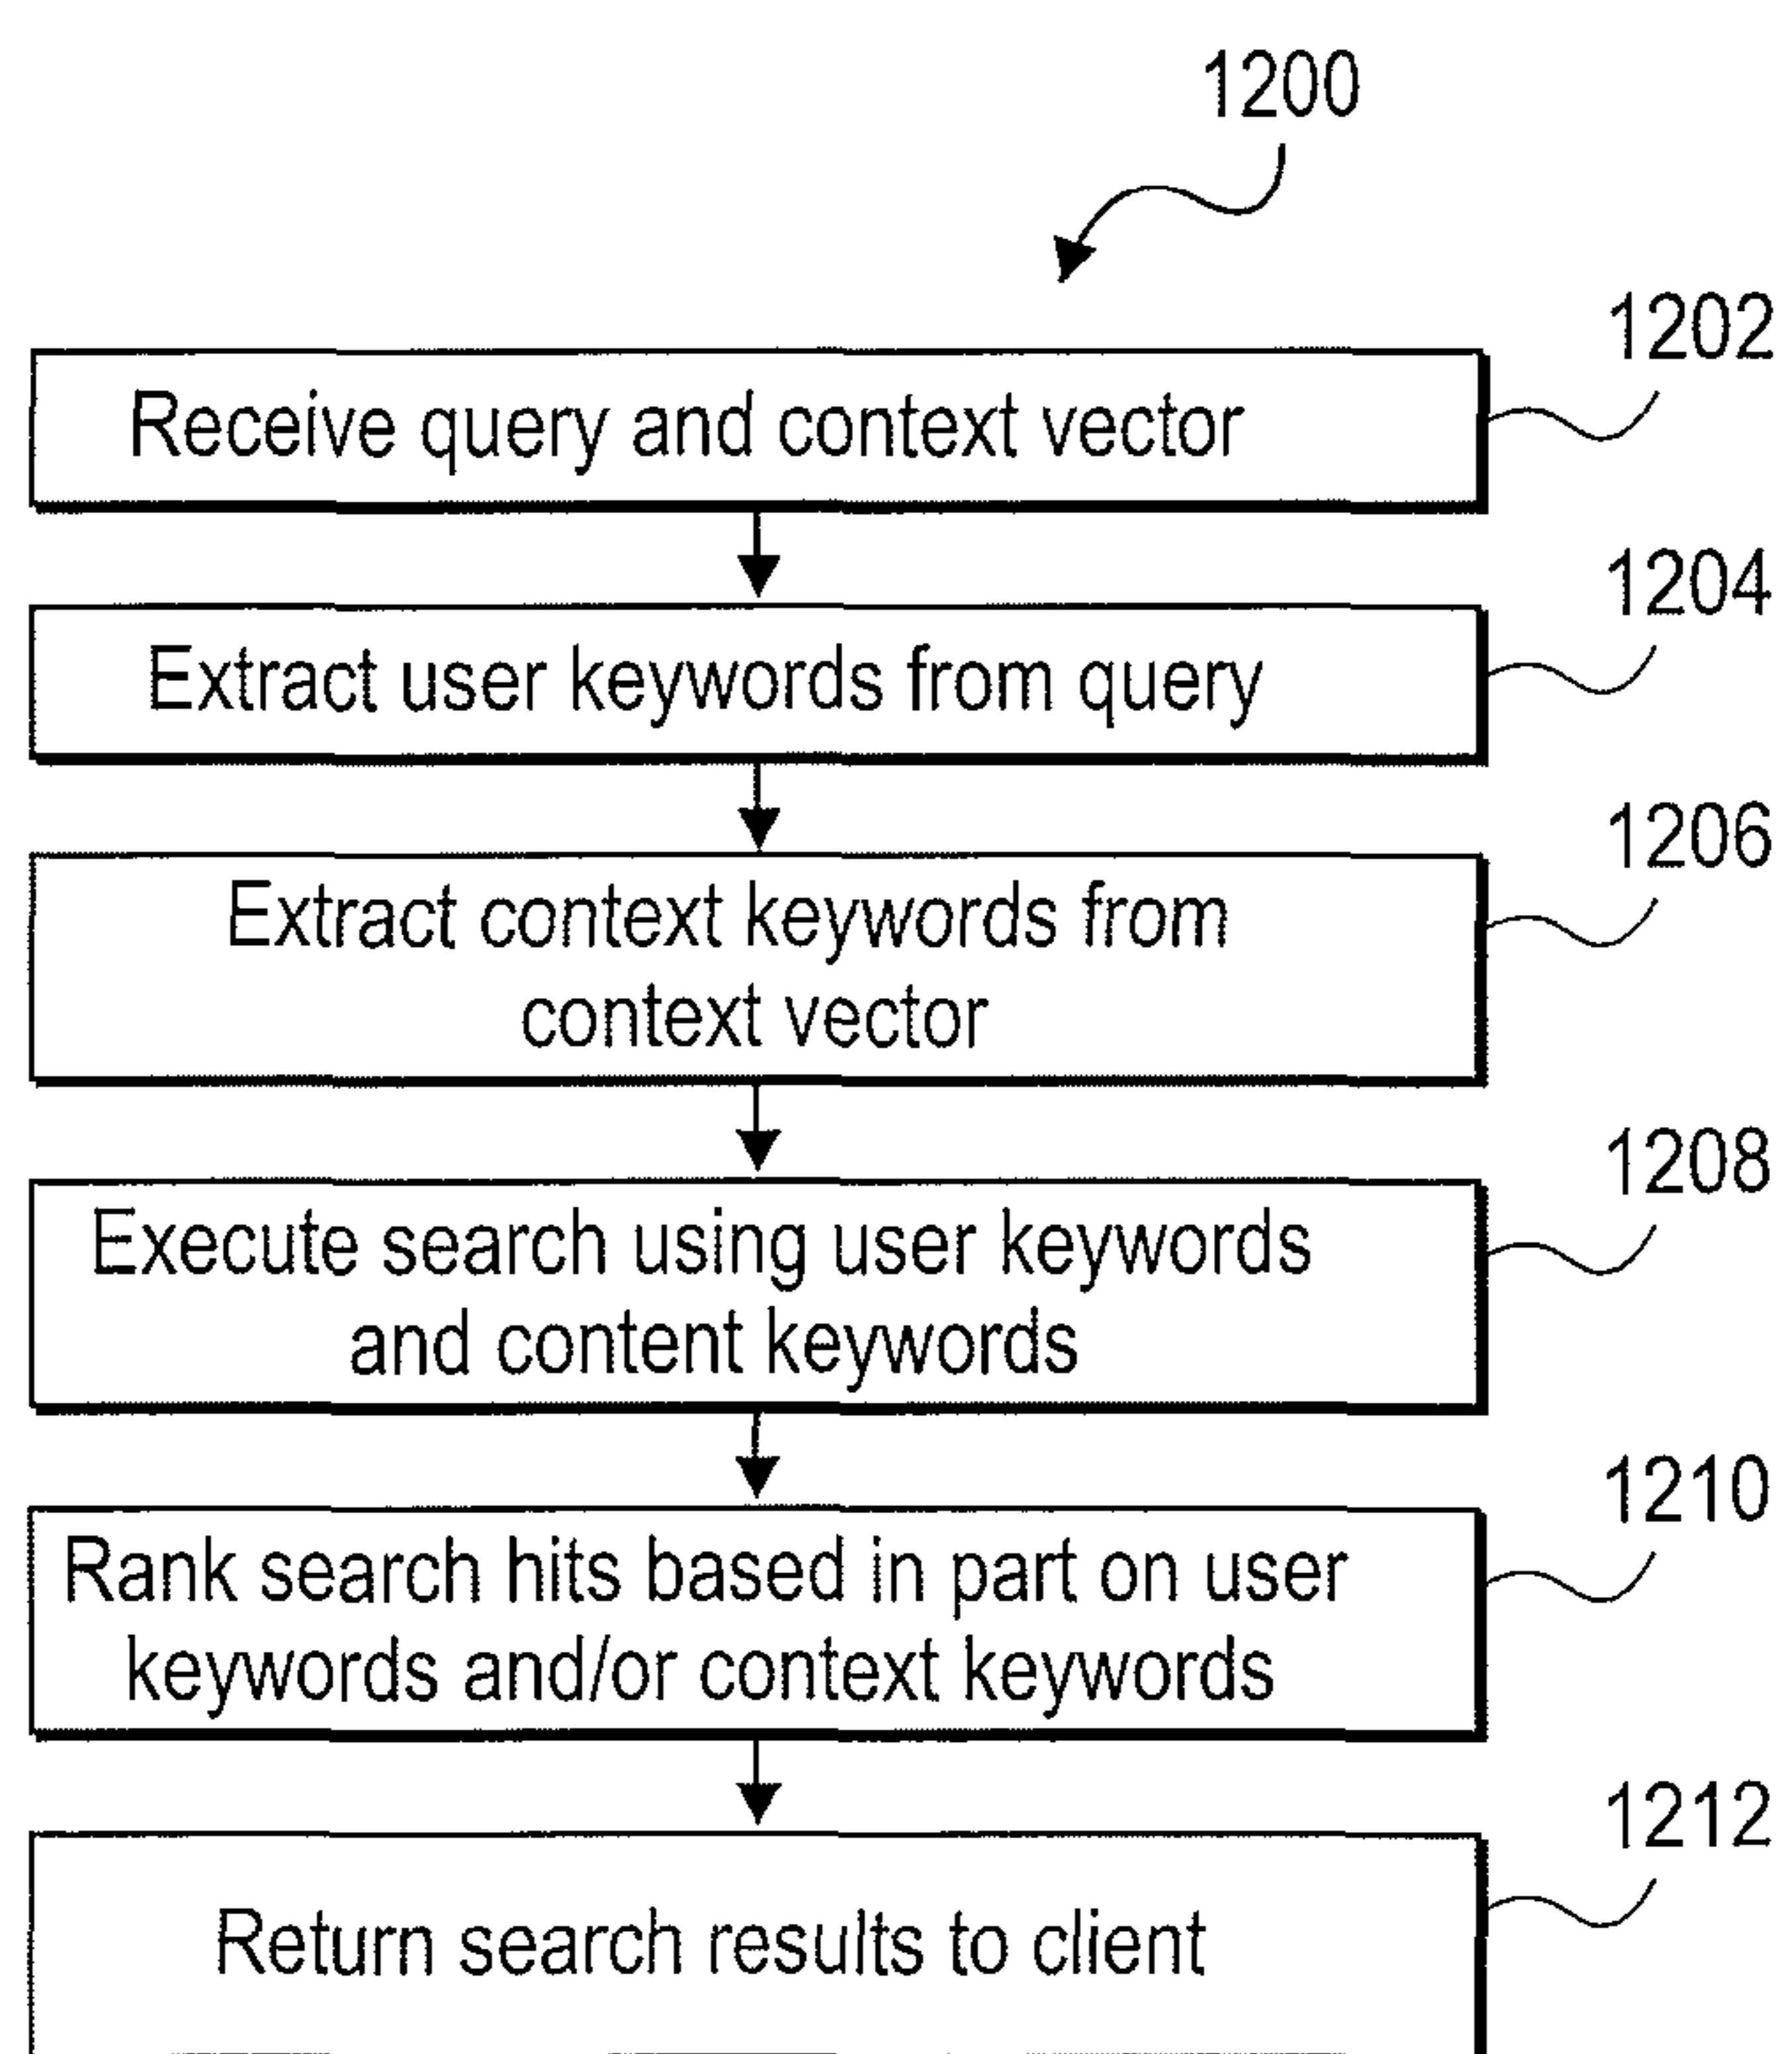 1200
1202
Receive query and context vector
1204
Extract user keywords from query
1206
Extract context keywords from
context vector
1208
Execute search using user keywords
and content keywords
1210
Rank search hits based in part on user
keywords and/or context keywords
1212
Return search results to client